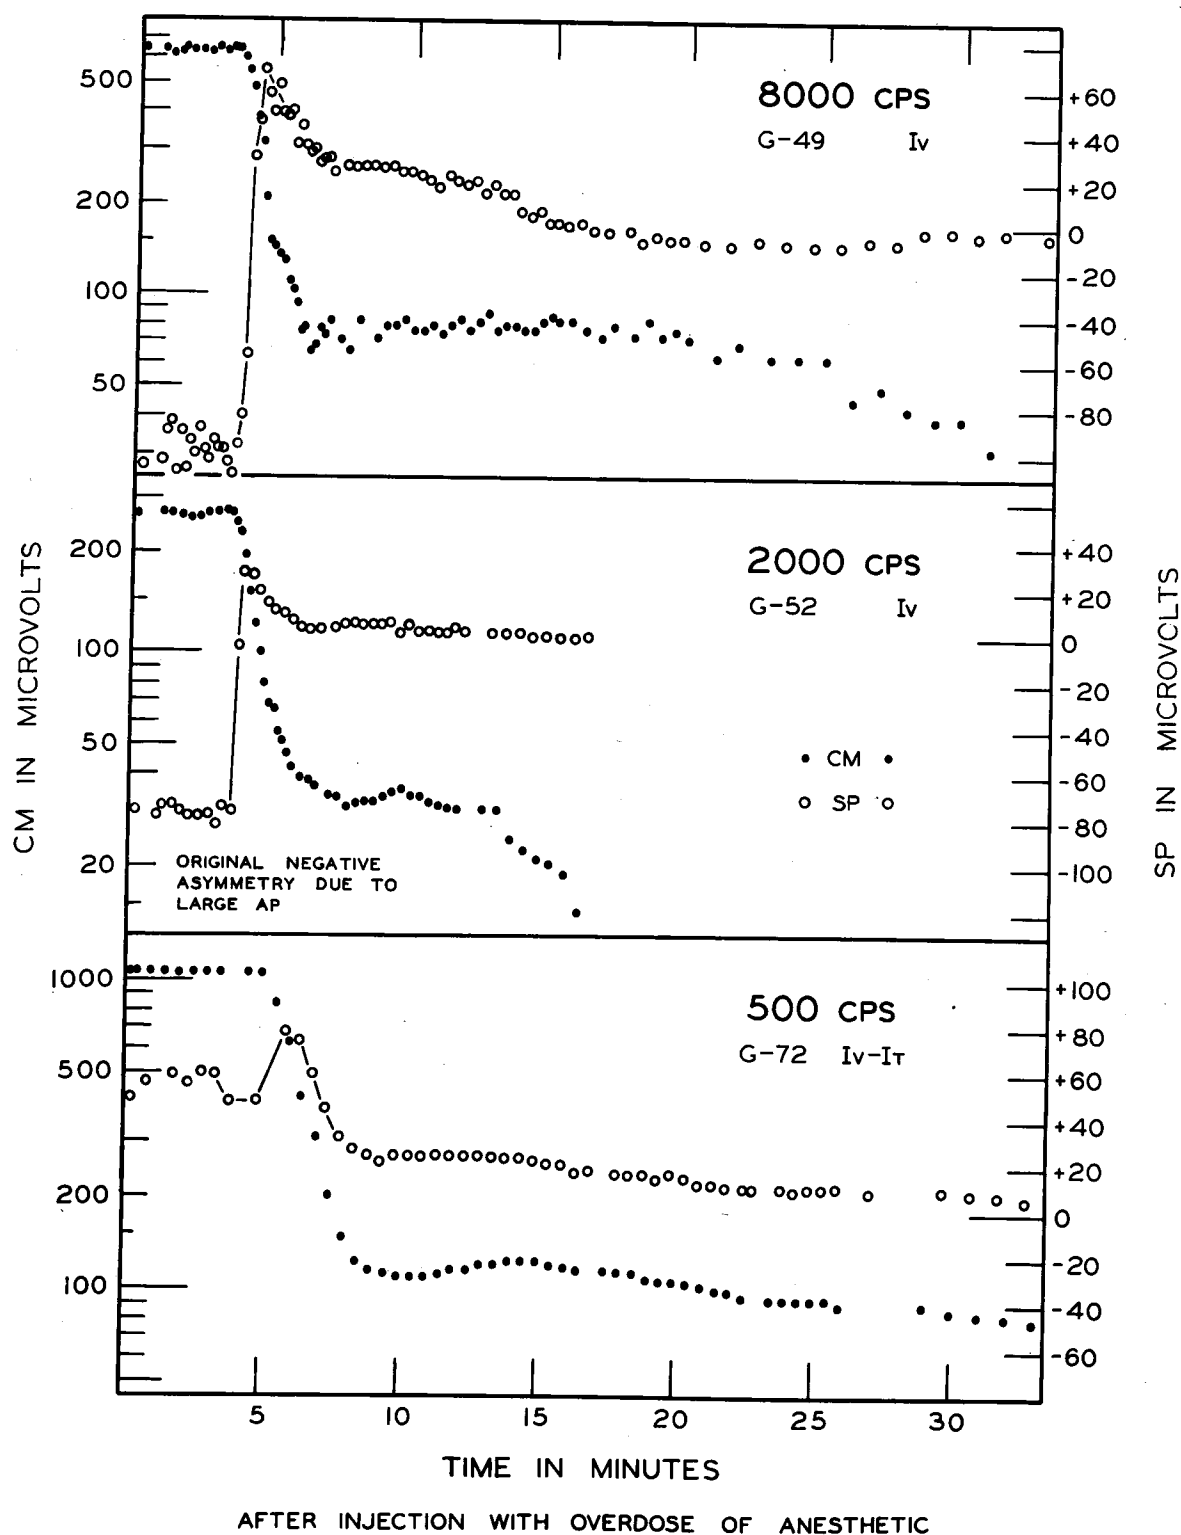 8000 CPS
G-49 Iv
500
200
100
50
+60
+40
+20
0
-20
-40
-60
-80
2000 CPS
G-52 Iv
200
100
50
20
+40
+20
0
-20
-40
-60
-80
-100
CM
SP
ORIGINAL NEGATIVE
ASYMMETRY DUE TO
LARGE AP
500 CPS
G-72 Iv-IT
1000
500
200
100
+100
+80
+60
+40
+20
0
-20
-40
-60
CM IN MICROVOLTS
SP IN MICROVOLTS
5 10 15 20 25 30
TIME IN MINUTES
AFTER INJECTION WITH OVERDOSE OF ANESTHETIC